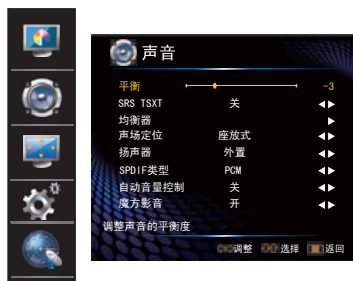 声音
平衡 -3
SRS TSXT 关
均衡器
声场定位 座放式
扬声器 外置
SPDIF类型 PCM
自动音量控制 关
魔方影音 开
调整声音的平衡度
调整 选择 返回